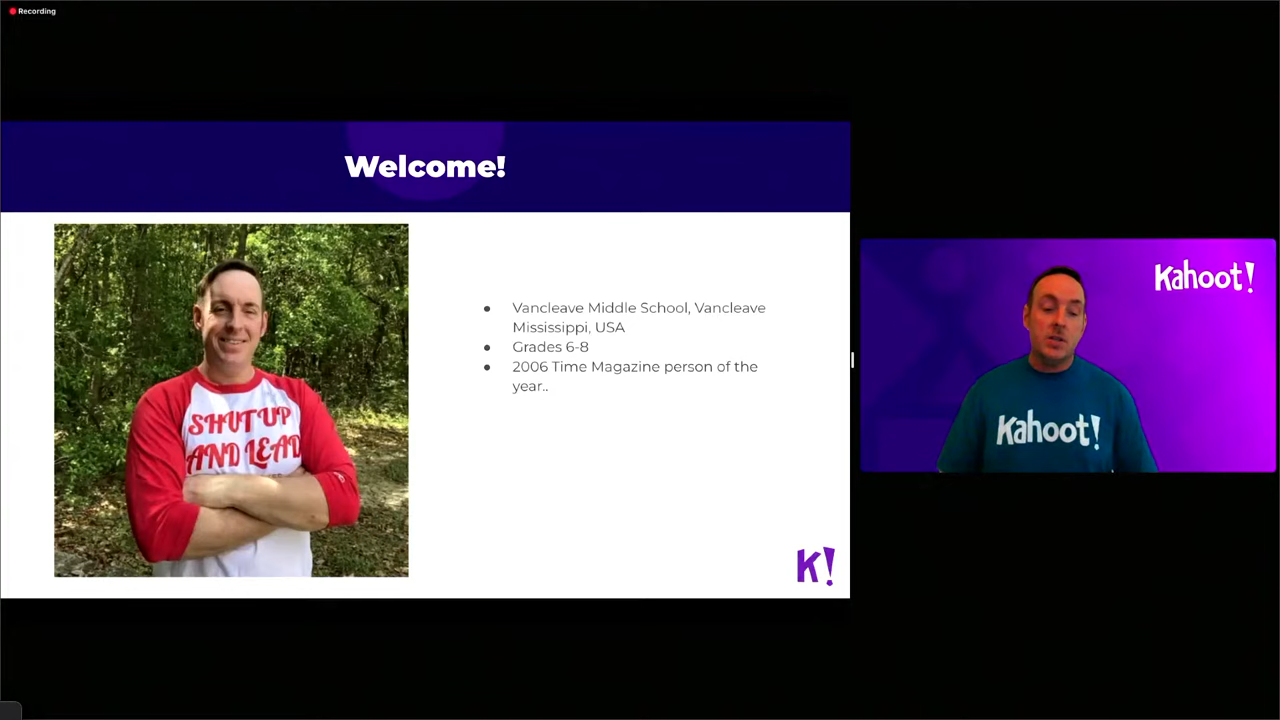 Recording
Welcome!
SHUT UP
AND LEAD
Vancleave Middle School, Vancleave
Mississippi, USA
Grades 6-8
2006 Time Magazine person of the
year..
K!
Kahoot!
Kahoot!